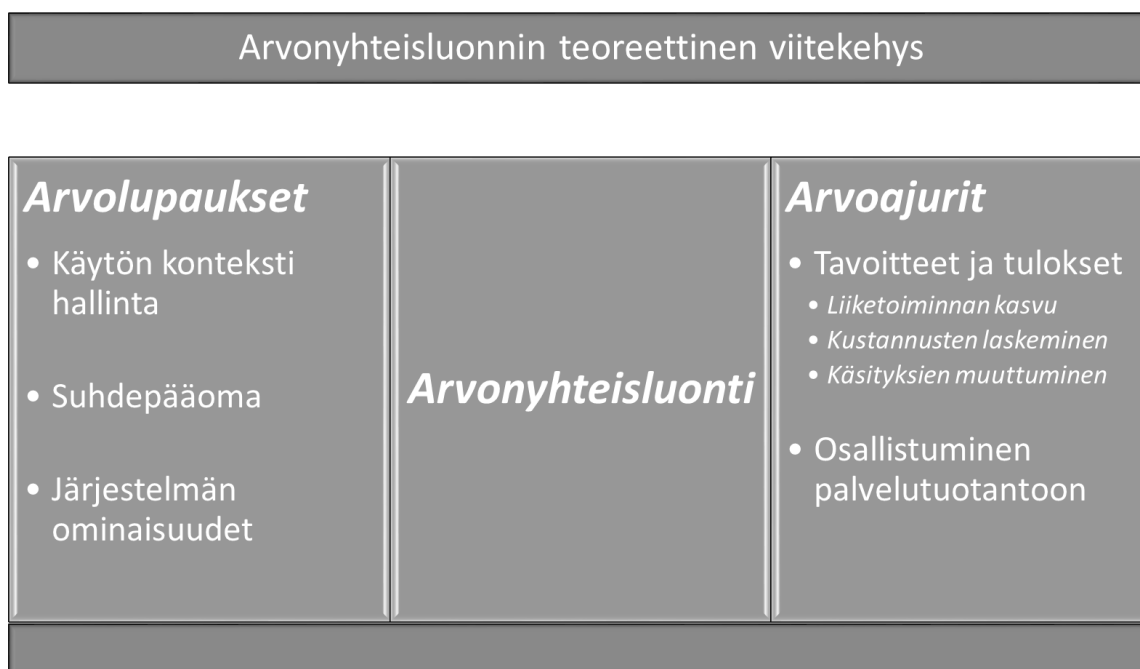 Arvonyhteisluonnin teoreettinen viitekehys
Arvolupaukset
• Käytön konteksti
hallinta
• Suhdepääoma
• Järjestelmän
ominaisuudet
Arvonyhteisluonti
Arvoajurit
• Tavoitteet ja tulokset
• Liiketoiminnan kasvu
• Kustannusten laskeminen
• Käsityksien muuttuminen
• Osallistuminen
palvelutuotantoon